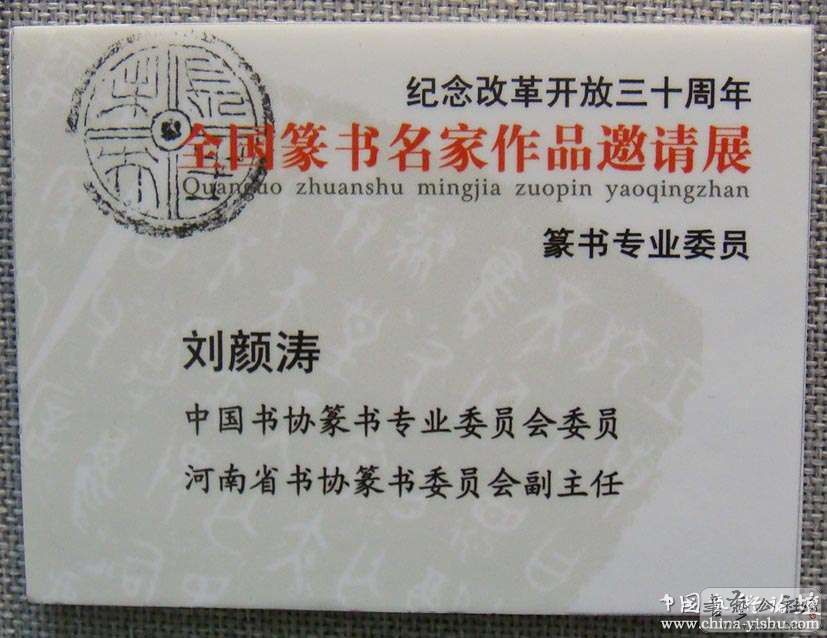 纪念改革开放三十周年
全国篆书名家作品邀请展
Quanguo zhuanshu mingjia zuopin yaoqingzhan
篆书专业委员
刘颜涛
中国书协篆书专业委员会委员
河南省书协篆书委员会副主任
www.china-yishu.com